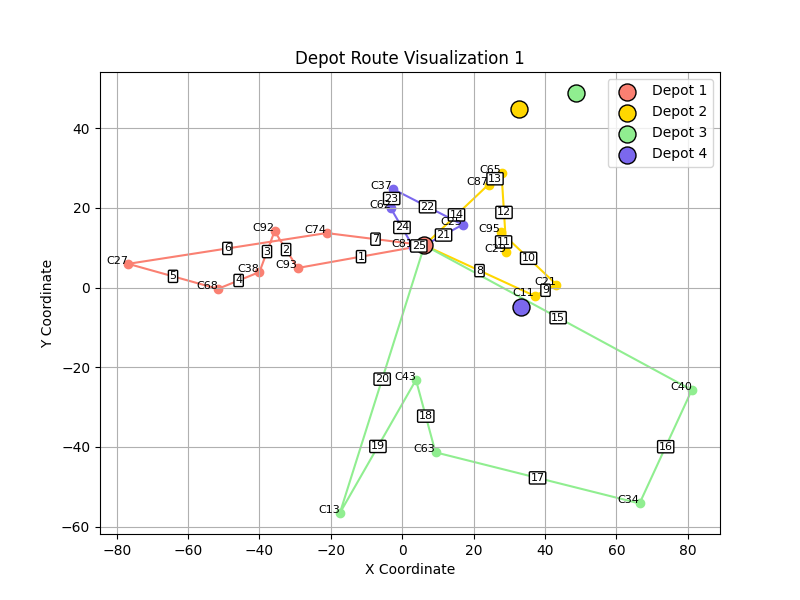 Depot Route Visualization 1
Depot 1
Depot 2
Depot 3
Depot 4
Y Coordinate
40
20
0
−20
−40
−60
C65
13
C87
C37
23
22
C62
12
14
C25
24
C92
C74
C95
21
7
C81
25
11
6
3
2
C29
1
10
C27
C93
5
C38
8
4
C68
C21
9
C11
15
20
C43
C40
18
19
16
C63
17
C34
C13
−80
−60
−40
−20
0
20
40
60
80
X Coordinate